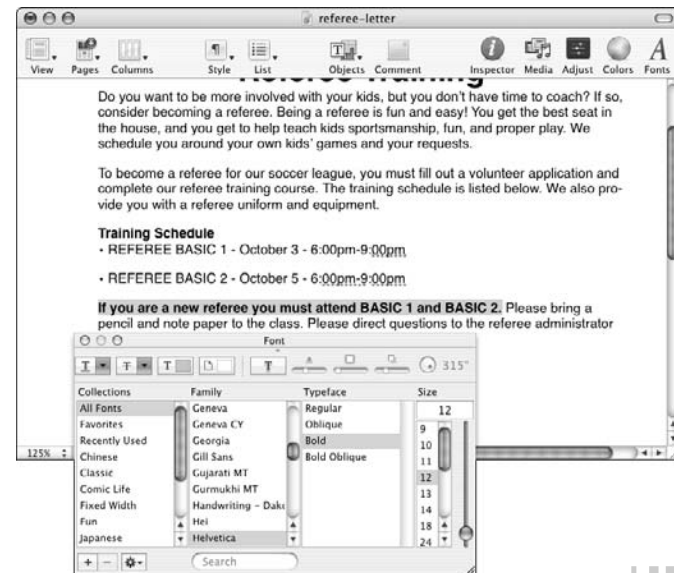 referee-letter
View Pages Columns Style List Objects Comment Inspector Media Adjust Colors Fonts
Referee Training
Do you want to be more involved with your kids, but you don't have time to coach? If so,
consider becoming a referee. Being a referee is fun and easy! You get the best seat in
the house, and you get to help teach kids sportsmanship, fun, and proper play. We
schedule you around your own kids' games and your requests.
To become a referee for our soccer league, you must fill out a volunteer application and
complete our referee training course. The training schedule is listed below. We also pro-
vide you with a referee uniform and equipment.
Training Schedule
• REFEREE BASIC 1 - October 3 - 6:00pm-9:00pm
• REFEREE BASIC 2 - October 5 - 6:00pm-9:00pm
If you are a new referee you must attend BASIC 1 and BASIC 2. Please bring a
pencil and note paper to the class. Please direct questions to the referee administrator
125%
Font
T T T T 315°
Collections Family Typeface Size
All Fonts Geneva Regular 12
Favorites Geneva CY Oblique 9
Recently Used Georgia Bold 10
Chinese Gill Sans Bold Oblique 11
Classic Gujarati MT 12
Comic Life Gurmukhi MT 13
Fixed Width Handwriting – Daku 14
Fun Hei 18
Japanese Helvetica 24
Search